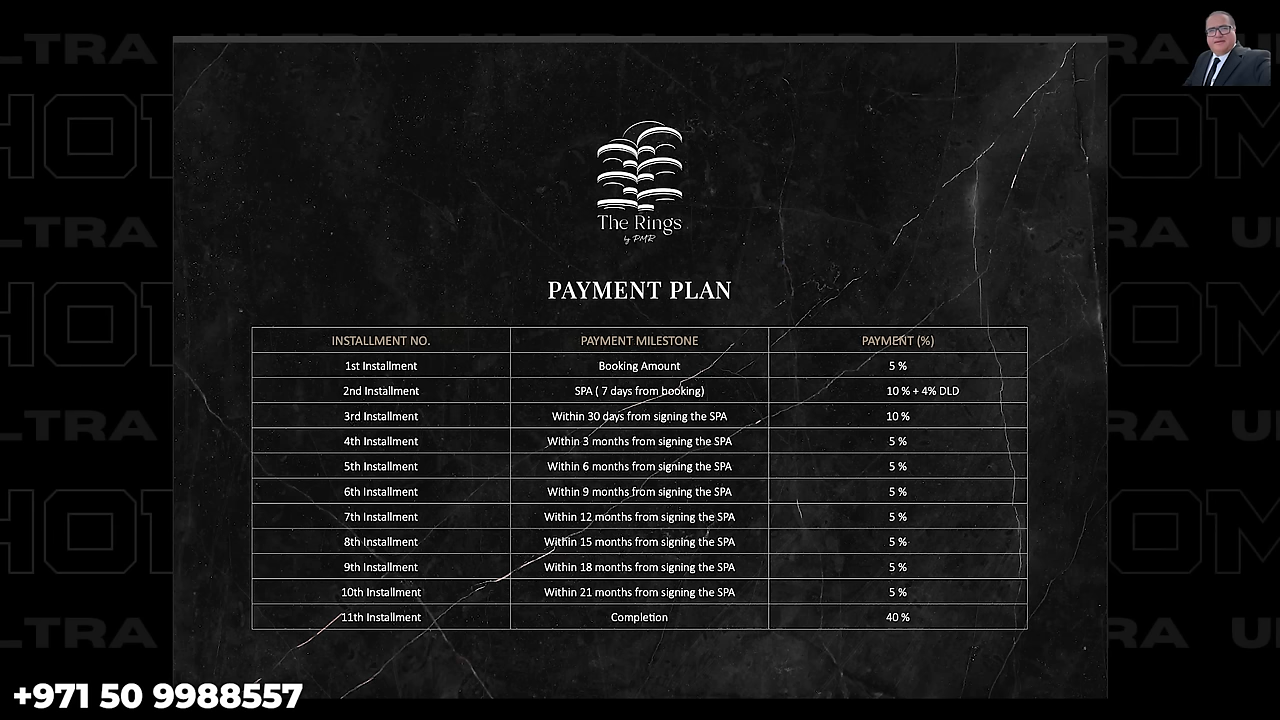 The Rings
by PMR
PAYMENT PLAN
INSTALLMENT NO. PAYMENT MILESTONE PAYMENT (%)
1st Installment Booking Amount 5 %
2nd Installment SPA ( 7 days from booking) 10 % + 4% DLD
3rd Installment Within 30 days from signing the SPA 10 %
4th Installment Within 3 months from signing the SPA 5 %
5th Installment Within 6 months from signing the SPA 5 %
6th Installment Within 9 months from signing the SPA 5 %
7th Installment Within 12 months from signing the SPA 5 %
8th Installment Within 15 months from signing the SPA 5 %
9th Installment Within 18 months from signing the SPA 5 %
10th Installment Within 21 months from signing the SPA 5 %
11th Installment Completion 40 %
+971 50 9988557